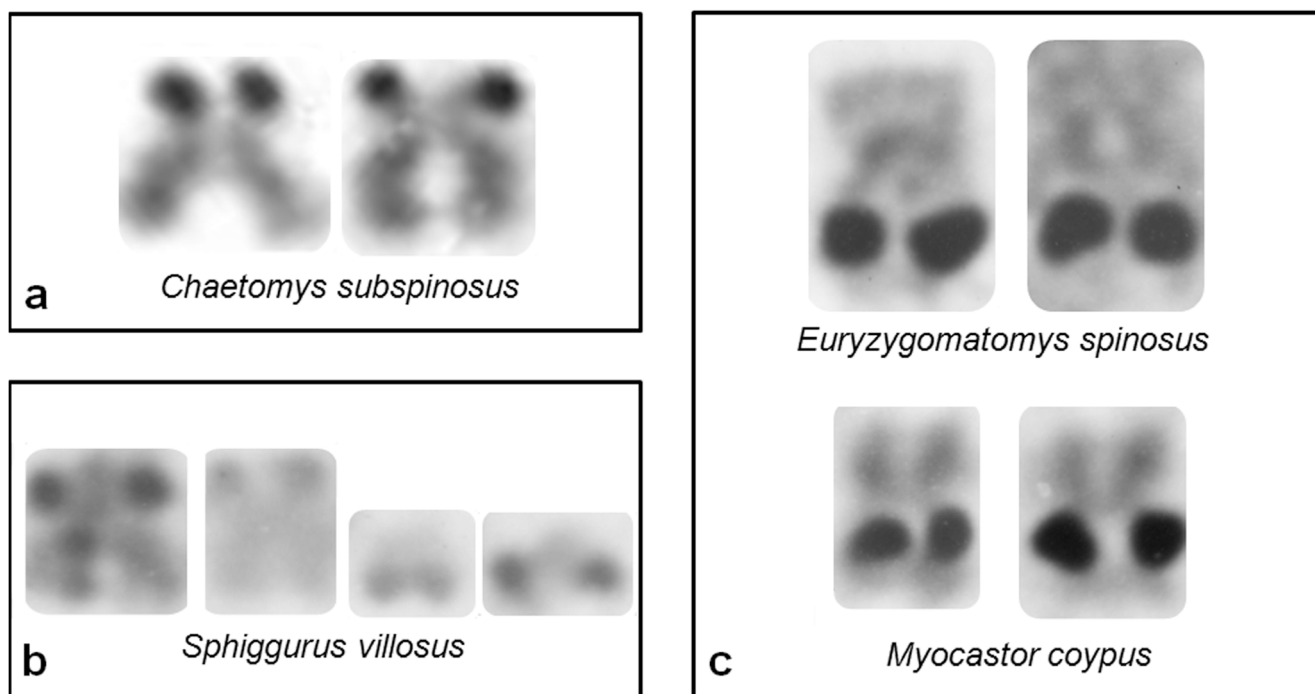 Chaetomys subspinosus
a
Sphiggurus villosus
b
Euryzygomatomys spinosus
Myocastor coypus
c